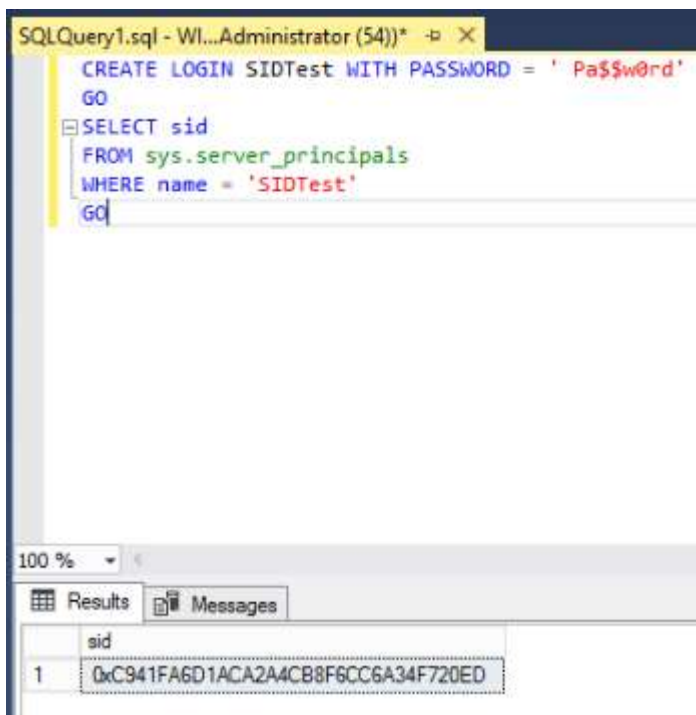 SQLQuery1.sql - WI...Administrator (54))*
CREATE LOGIN SIDTest WITH PASSWORD = ' Pa$$w0rd'
GO
SELECT sid
FROM sys.server_principals
WHERE name = 'SIDTest'
GO
100 %
Results Messages
sid
1 0xC941FA6D1ACA2A4CB8F6CC6A34F720ED